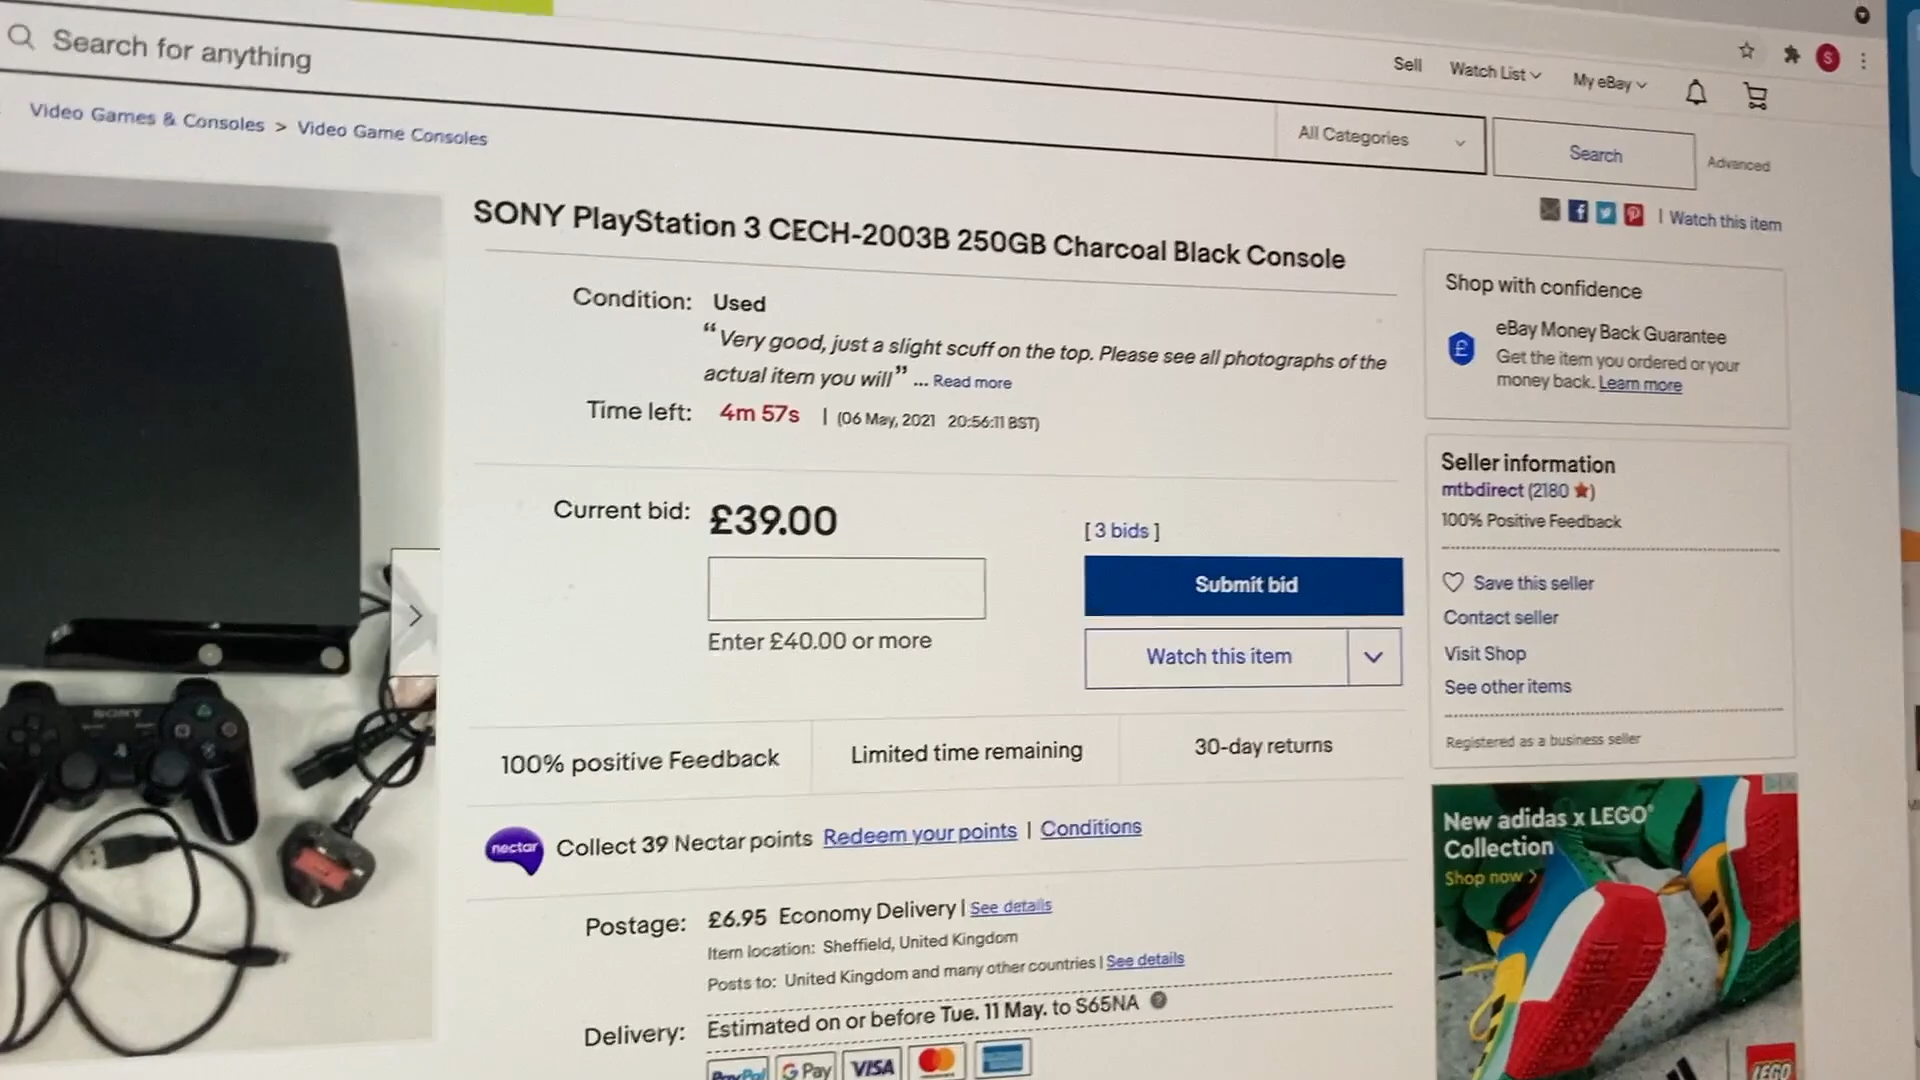 Search for anything
Sell
Watch List
My eBay
S
All Categories
Search
Advanced
Video Games & Consoles > Video Game Consoles
| Watch this item
SONY PlayStation 3 CECH-2003B 250GB Charcoal Black Console
Condition: Used
“Very good, just a slight scuff on the top. Please see all photographs of the
actual item you will” ... Read more
Time left: 4m 57s | (06 May, 2021 20:56:11 BST)
Current bid: £39.00
[ 3 bids ]
Submit bid
Enter £40.00 or more
Watch this item
100% positive Feedback
Limited time remaining
30-day returns
nectar
Collect 39 Nectar points Redeem your points | Conditions
Postage: £6.95 Economy Delivery | See details
Item location: Sheffield, United Kingdom
Posts to: United Kingdom and many other countries | See details
Delivery: Estimated on or before Tue. 11 May. to S65NA
PayPal
G Pay
VISA
Shop with confidence
eBay Money Back Guarantee
Get the item you ordered or your
money back. Learn more
Seller information
mtbdirect (2180 ★)
100% Positive Feedback
Save this seller
Contact seller
Visit Shop
See other items
Registered as a business seller
New adidas x LEGO®
Collection
Shop now >
LEGO
SONY